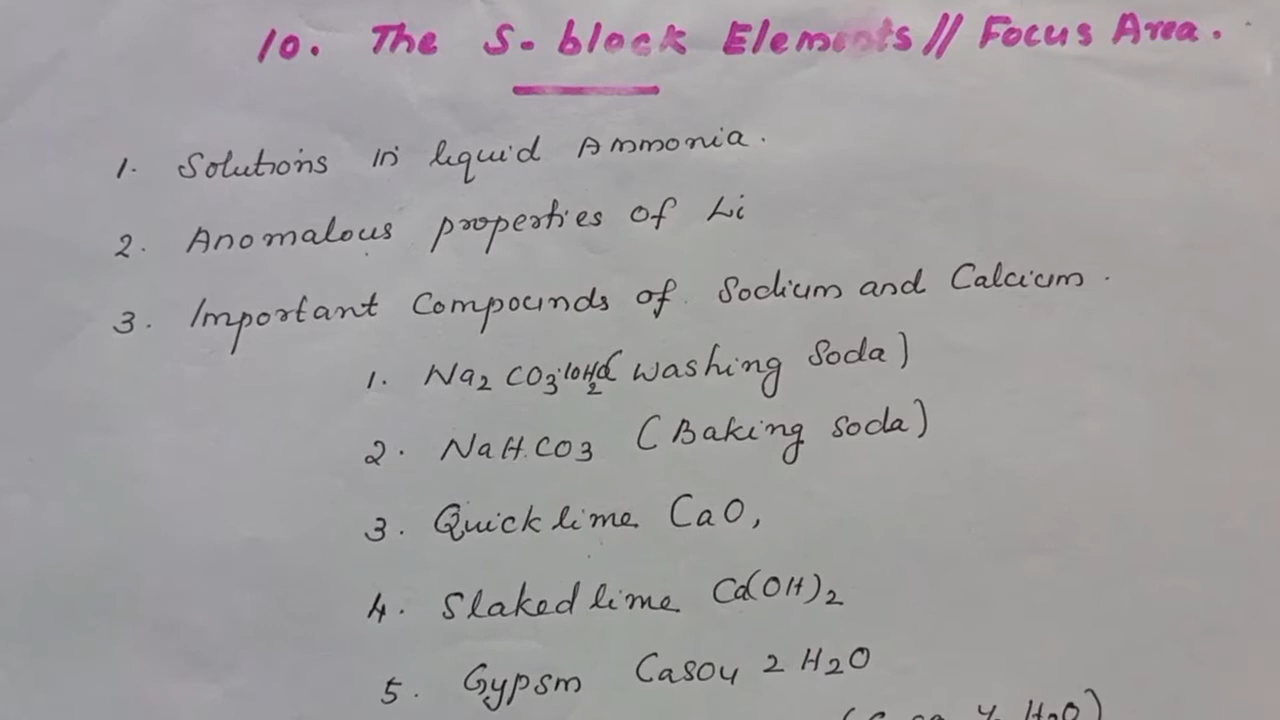 10. The S-block Elements // Focus Area.
1. Solutions in liquid Ammonia.
2. Anomalous properties of Li
3. Important Compounds of Sodium and Calcium.
1. Na2 CO3·10H2O (Washing Soda)
2. NaH.CO3 (Baking Soda)
3. Quick lime CaO,
4. Slaked lime Ca(OH)2
5. Gypsm CaSO4 2 H2O
H2O)